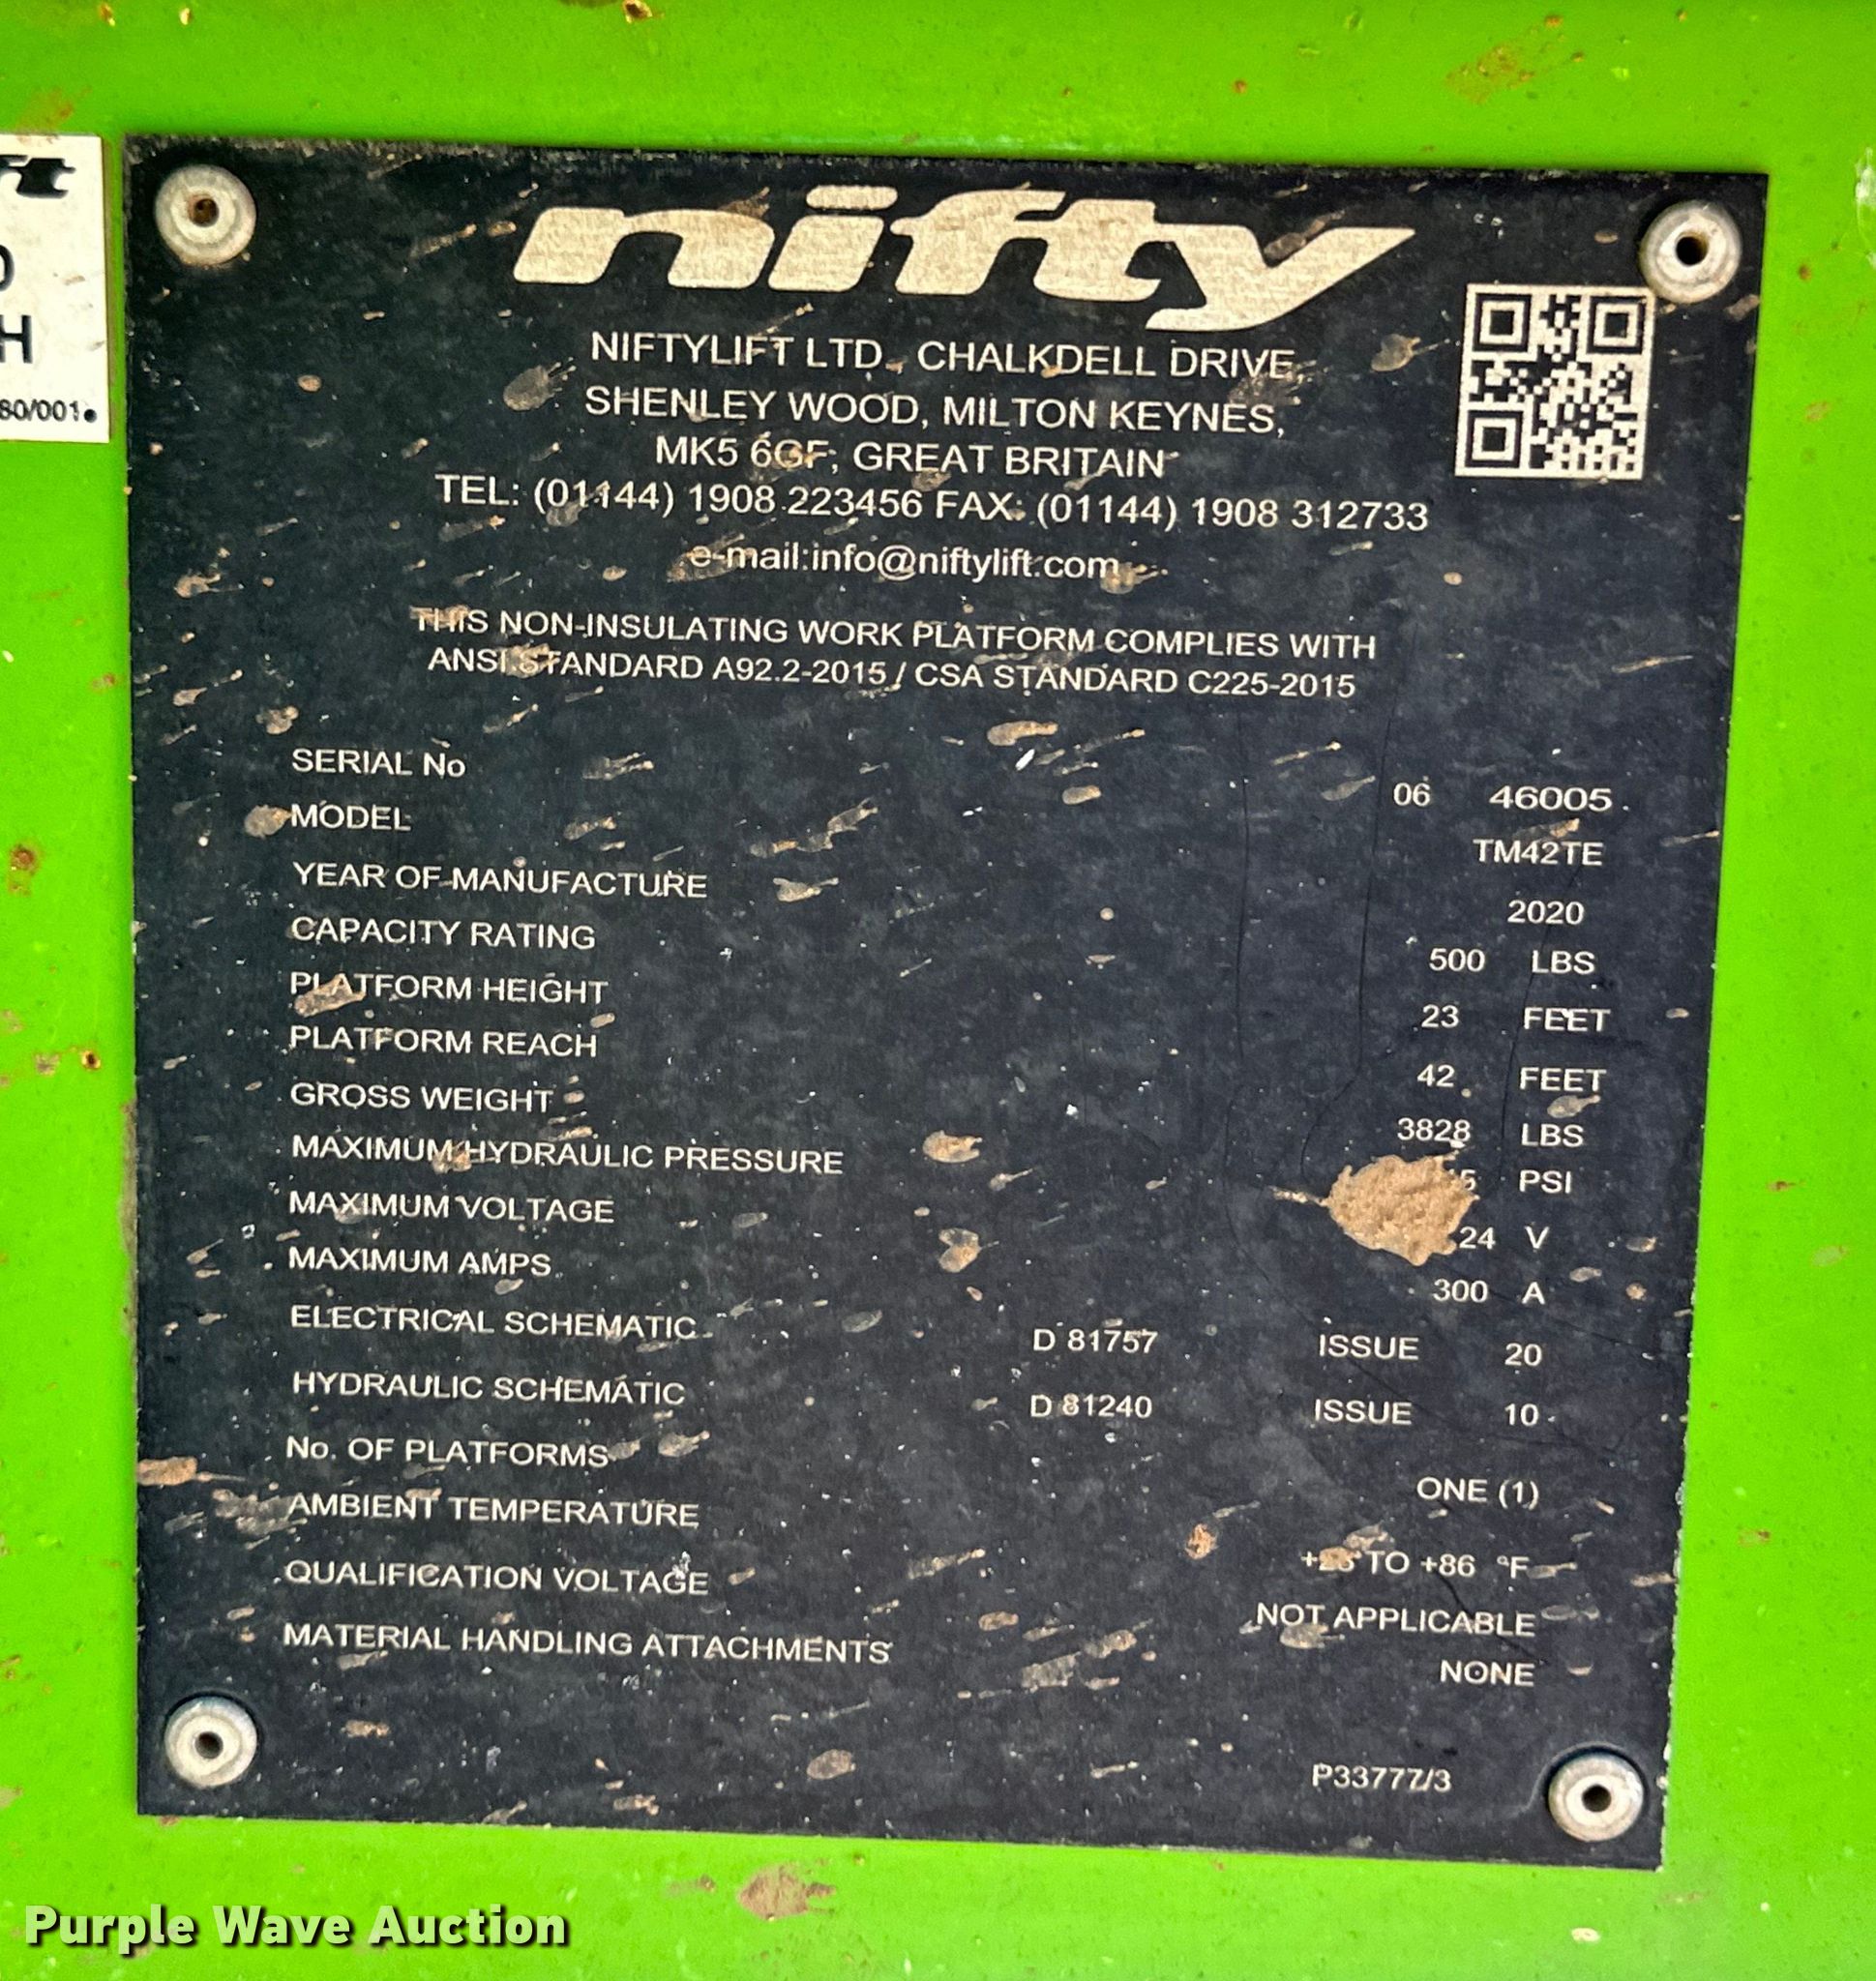 ft
D
H
80/001.
nifty
NIFTYLIFT LTD., CHALKDELL DRIVE,
SHENLEY WOOD, MILTON KEYNES,
MK5 6GF, GREAT BRITAIN
TEL: (01144) 1908 223456 FAX: (01144) 1908 312733
e-mail:info@niftylift.com
THIS NON-INSULATING WORK PLATFORM COMPLIES WITH
ANSI STANDARD A92.2-2015 / CSA STANDARD C225-2015
SERIAL No 06 46005
MODEL TM42TE
YEAR OF MANUFACTURE 2020
CAPACITY RATING 500 LBS
PLATFORM HEIGHT 23 FEET
PLATFORM REACH 42 FEET
GROSS WEIGHT 3828 LBS
MAXIMUM HYDRAULIC PRESSURE PSI
MAXIMUM VOLTAGE 24 V
MAXIMUM AMPS 300 A
ELECTRICAL SCHEMATIC D 81757 ISSUE 20
HYDRAULIC SCHEMATIC D 81240 ISSUE 10
No. OF PLATFORMS ONE (1)
AMBIENT TEMPERATURE TO +86 °F
QUALIFICATION VOLTAGE NOT APPLICABLE
MATERIAL HANDLING ATTACHMENTS NONE
P33777/3
Purple Wave Auction